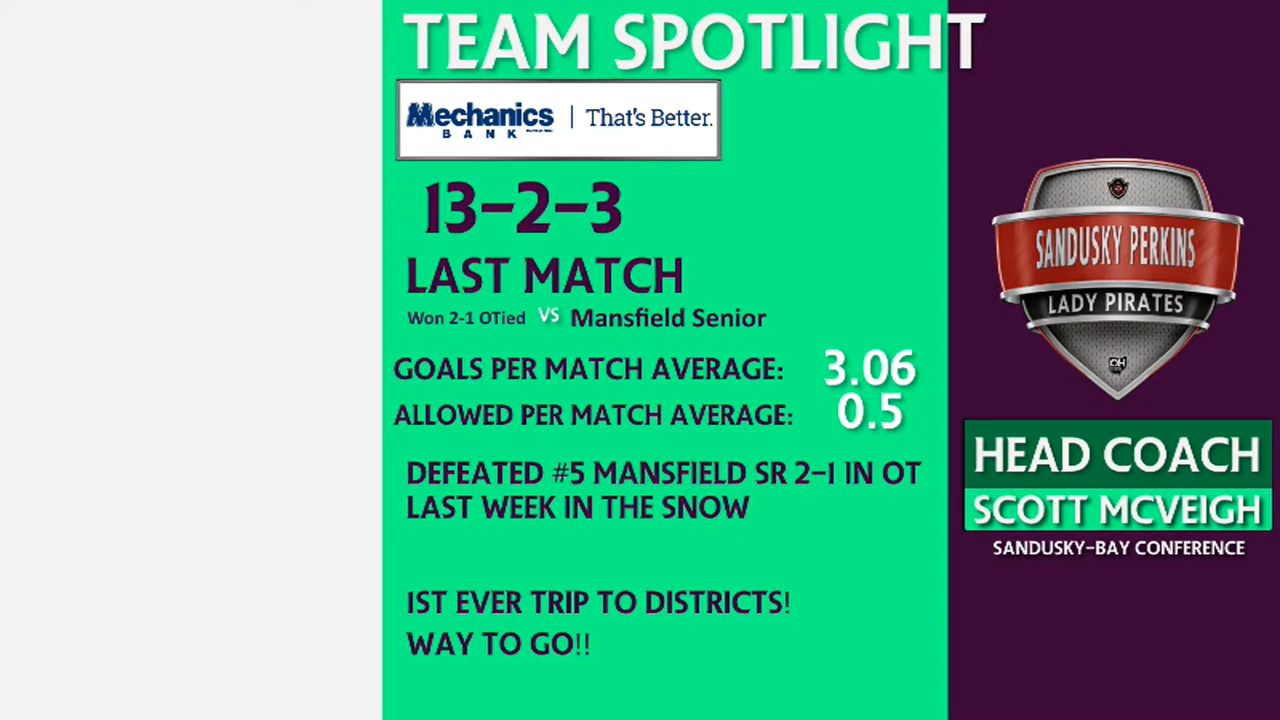 TEAM SPOTLIGHT
Mechanics BANK | That's Better.
13-2-3
LAST MATCH
Won 2-1 OTied VS Mansfield Senior
GOALS PER MATCH AVERAGE: 3.06
ALLOWED PER MATCH AVERAGE: 0.5
DEFEATED #5 MANSFIELD SR 2-1 IN OT
LAST WEEK IN THE SNOW
1ST EVER TRIP TO DISTRICTS!
WAY TO GO!!
SANDUSKY PERKINS
LADY PIRATES
OH
HEAD COACH
SCOTT MCVEIGH
SANDUSKY-BAY CONFERENCE